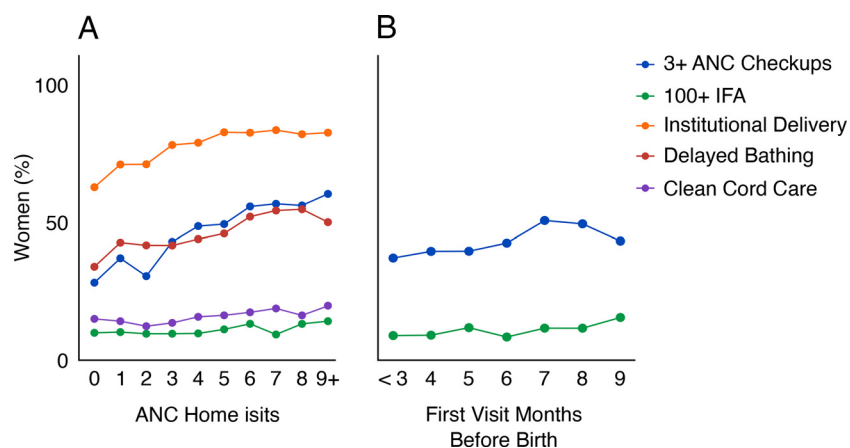 A
B
100
50
0
Women (%)
0 1 2 3 4 5 6 7 8 9+
ANC Home isits
< 3 4 5 6 7 8 9
First Visit Months
Before Birth
3+ ANC Checkups
100+ IFA
Institutional Delivery
Delayed Bathing
Clean Cord Care